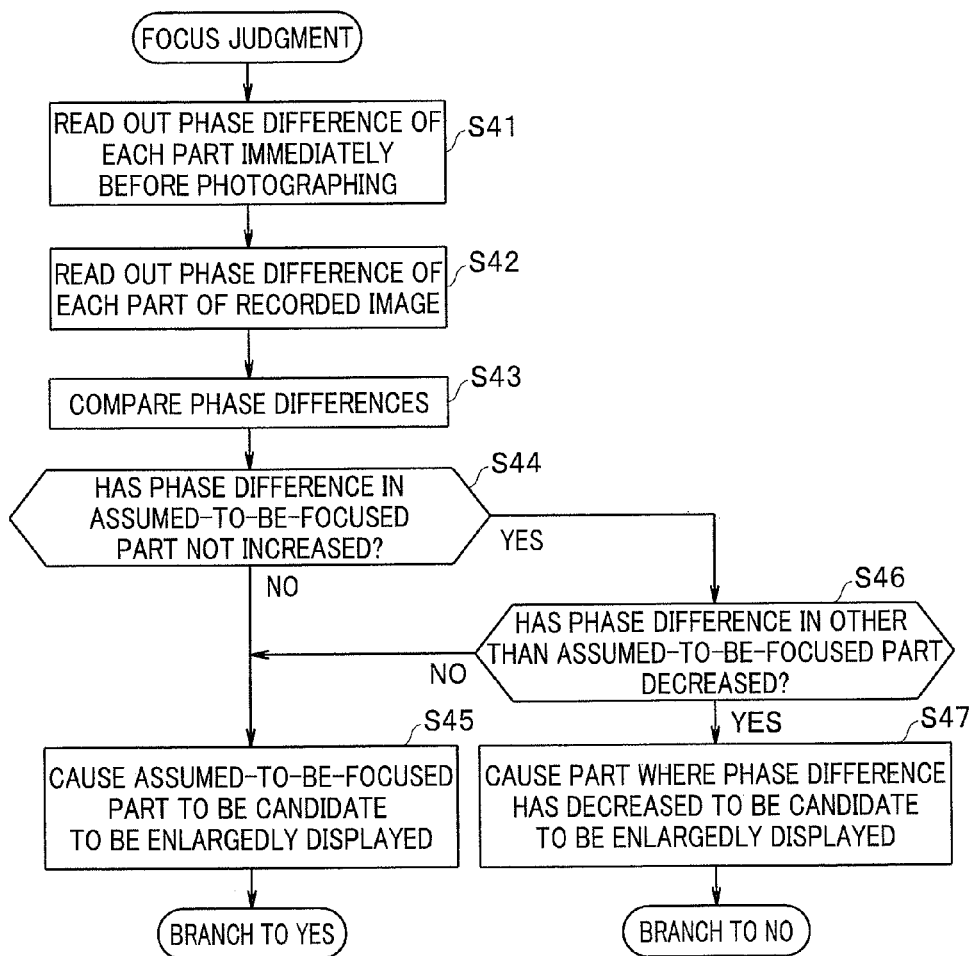 FOCUS JUDGMENT
READ OUT PHASE DIFFERENCE OF
EACH PART IMMEDIATELY
BEFORE PHOTOGRAPHING
S41
READ OUT PHASE DIFFERENCE OF
EACH PART OF RECORDED IMAGE
S42
COMPARE PHASE DIFFERENCES
S43
HAS PHASE DIFFERENCE IN
ASSUMED-TO-BE-FOCUSED
PART NOT INCREASED?
S44
YES
NO
S46
HAS PHASE DIFFERENCE IN OTHER
THAN ASSUMED-TO-BE-FOCUSED PART
DECREASED?
NO
YES
S45
CAUSE ASSUMED-TO-BE-FOCUSED
PART TO BE CANDIDATE
TO BE ENLARGEDLY DISPLAYED
S47
CAUSE PART WHERE PHASE DIFFERENCE
HAS DECREASED TO BE CANDIDATE
TO BE ENLARGEDLY DISPLAYED
BRANCH TO YES
BRANCH TO NO